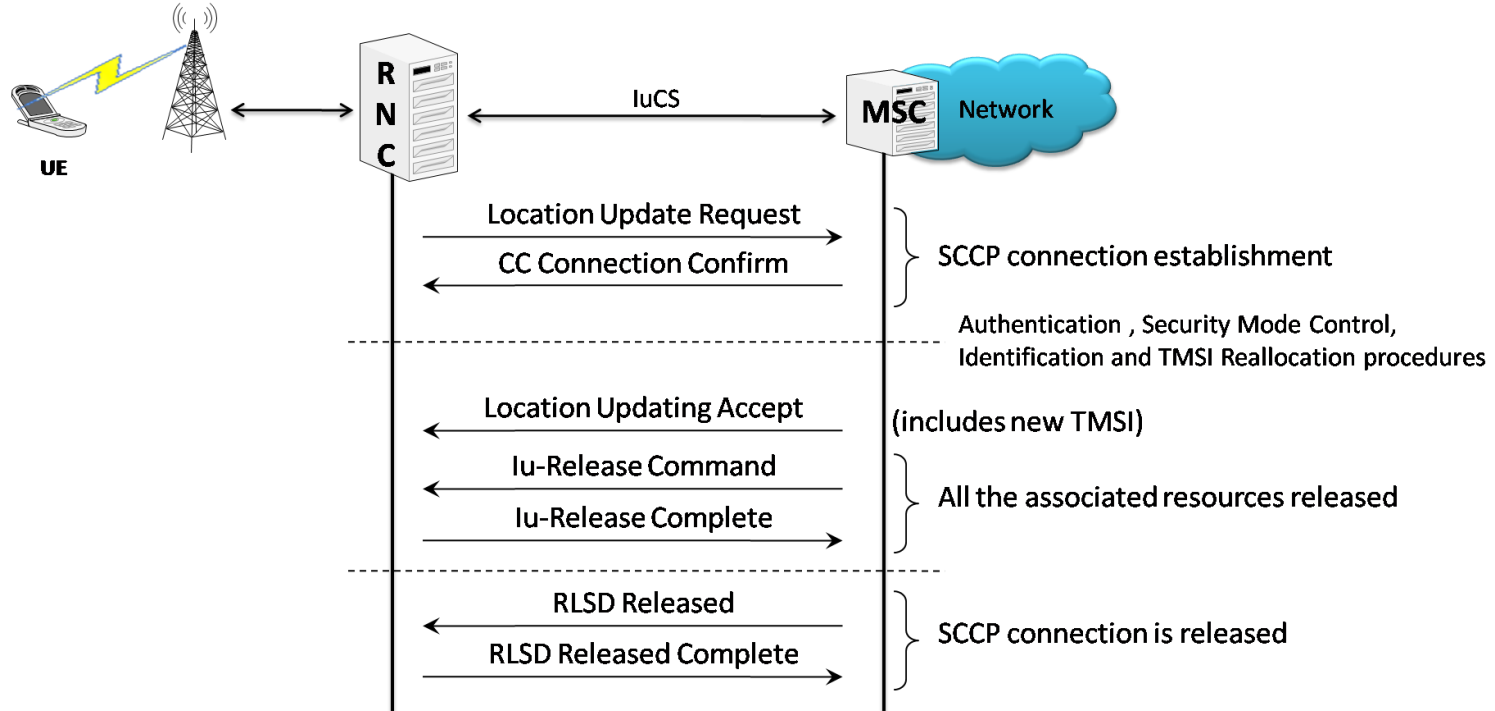 R
N
C
IuCS
MSC
Network
UE
Location Update Request
CC Connection Confirm
SCCP connection establishment
Authentication , Security Mode Control,
Identification and TMSI Reallocation procedures
Location Updating Accept
(includes new TMSI)
Iu-Release Command
Iu-Release Complete
All the associated resources released
RLSD Released
RLSD Released Complete
SCCP connection is released